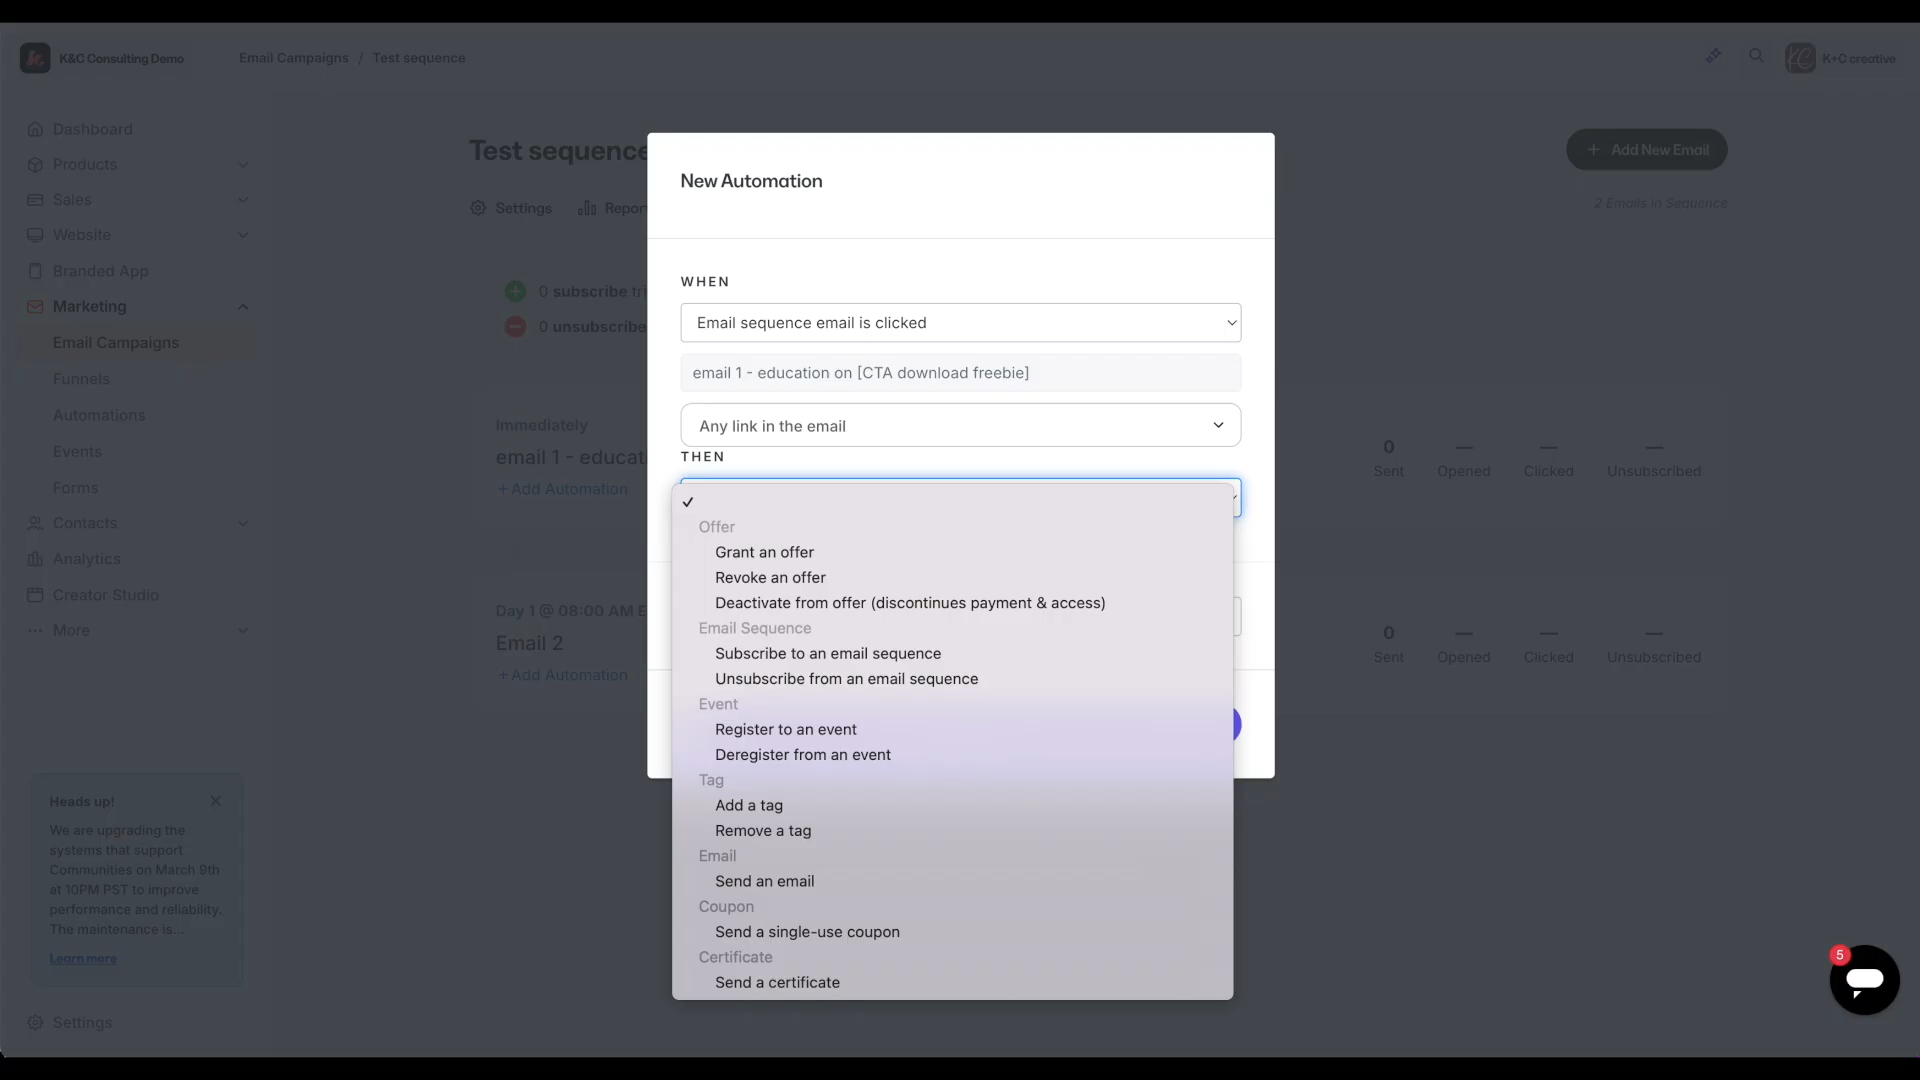 K&C Consulting Demo
Email Campaigns / Test sequence
K+C creative
Dashboard
Products
Sales
Website
Branded App
Marketing
Email Campaigns
Funnels
Automations
Events
Forms
Contacts
Analytics
Creator Studio
More
Heads up!
We are upgrading the
systems that support
Communities on March 9th
at 10PM PST to improve
performance and reliability.
The maintenance is...
Learn more
Settings
Test sequence
+ Add New Email
Settings
2 Emails in Sequence
0 subscribe
0 unsubscribe
Immediately
email 1 -
+ Add Automation
0 — — —
Sent Opened Clicked Unsubscribed
Day 1 @ 08:00 AM
Email 2
+ Add Automation
0 — — —
Sent Opened Clicked Unsubscribed
New Automation
WHEN
Email sequence email is clicked
email 1 - education on [CTA download freebie]
Any link in the email
THEN
Offer
Grant an offer
Revoke an offer
Deactivate from offer (discontinues payment & access)
Email Sequence
Subscribe to an email sequence
Unsubscribe from an email sequence
Event
Register to an event
Deregister from an event
Tag
Add a tag
Remove a tag
Email
Send an email
Coupon
Send a single-use coupon
Certificate
Send a certificate
5